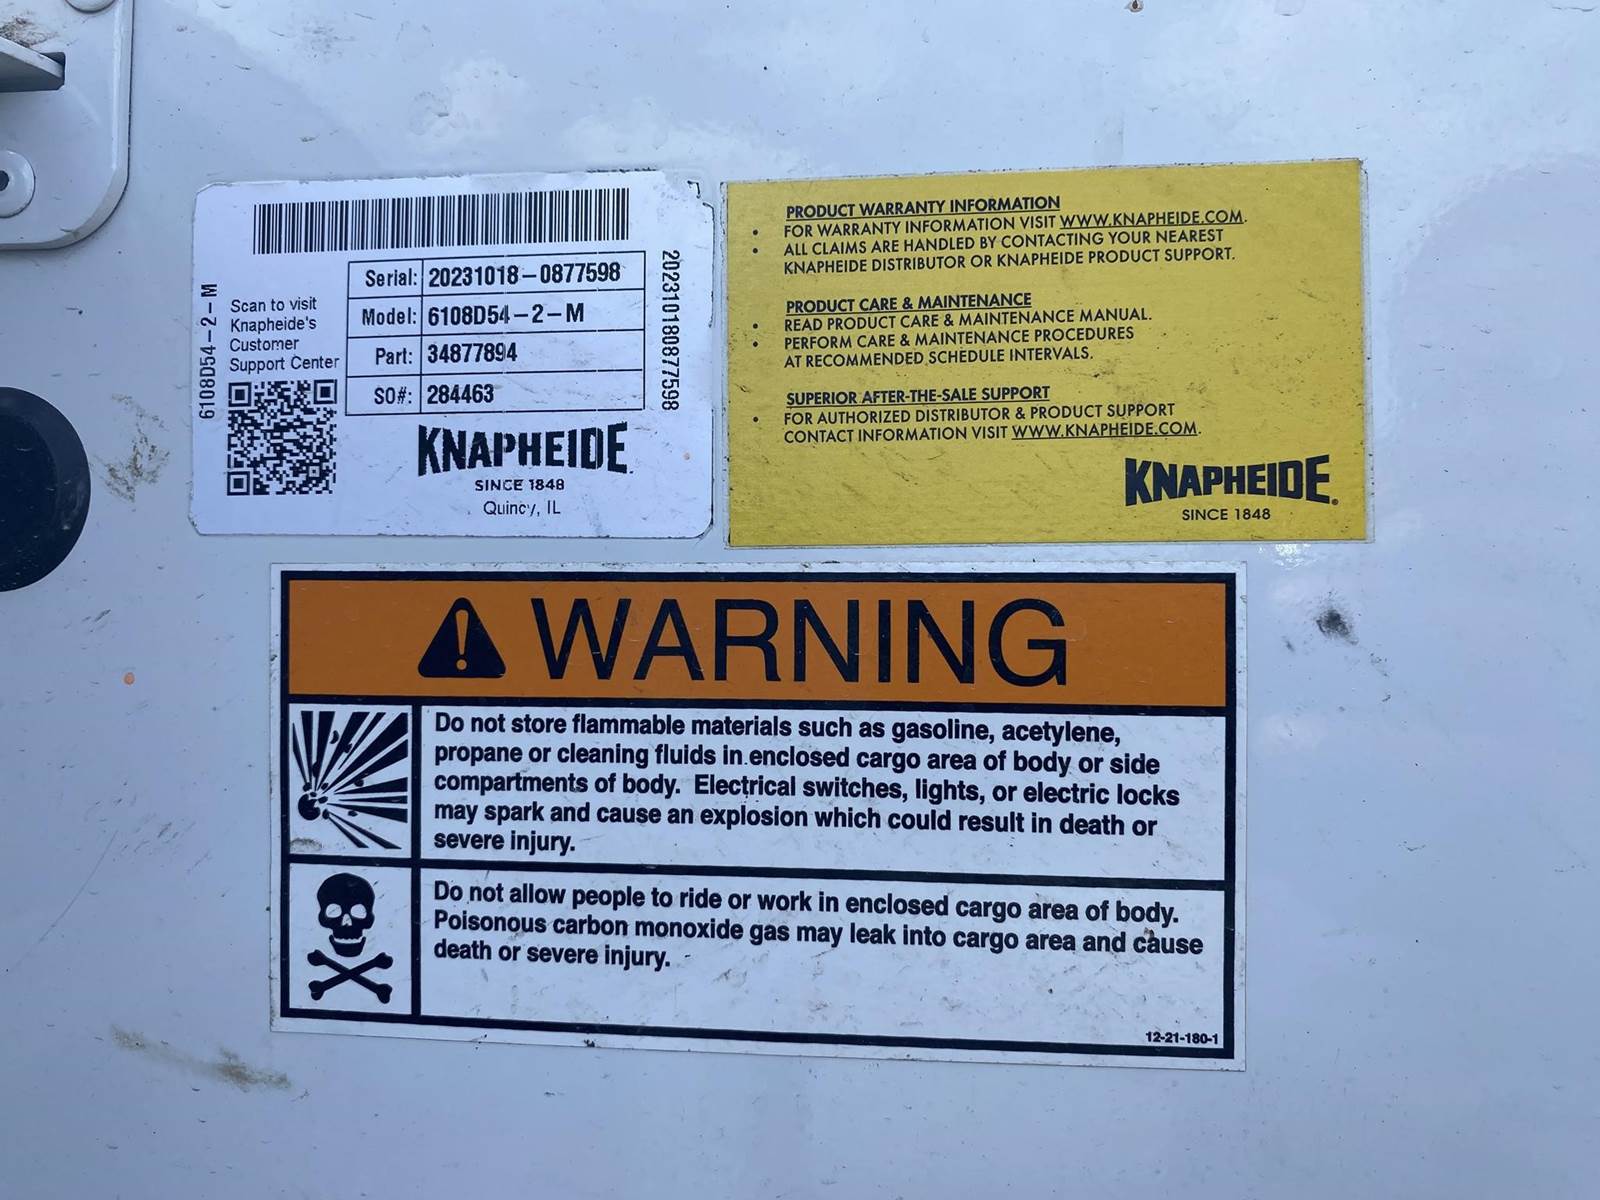 6108D54-2-M
Scan to visit
Knapheide's
Customer
Support Center
Serial: 20231018-0877598
Model: 6108D54-2-M
Part: 34877894
SO#: 284463
202310180877598
KNAPHEIDE
SINCE 1848
Quincy, IL
PRODUCT WARRANTY INFORMATION
• FOR WARRANTY INFORMATION VISIT WWW.KNAPHEIDE.COM.
• ALL CLAIMS ARE HANDLED BY CONTACTING YOUR NEAREST
KNAPHEIDE DISTRIBUTOR OR KNAPHEIDE PRODUCT SUPPORT.
PRODUCT CARE & MAINTENANCE
• READ PRODUCT CARE & MAINTENANCE MANUAL.
• PERFORM CARE & MAINTENANCE PROCEDURES
AT RECOMMENDED SCHEDULE INTERVALS.
SUPERIOR AFTER-THE-SALE SUPPORT
• FOR AUTHORIZED DISTRIBUTOR & PRODUCT SUPPORT
CONTACT INFORMATION VISIT WWW.KNAPHEIDE.COM.
KNAPHEIDE®
SINCE 1848
WARNING
Do not store flammable materials such as gasoline, acetylene,
propane or cleaning fluids in enclosed cargo area of body or side
compartments of body. Electrical switches, lights, or electric locks
may spark and cause an explosion which could result in death or
severe injury.
Do not allow people to ride or work in enclosed cargo area of body.
Poisonous carbon monoxide gas may leak into cargo area and cause
death or severe injury.
12-21-180-1